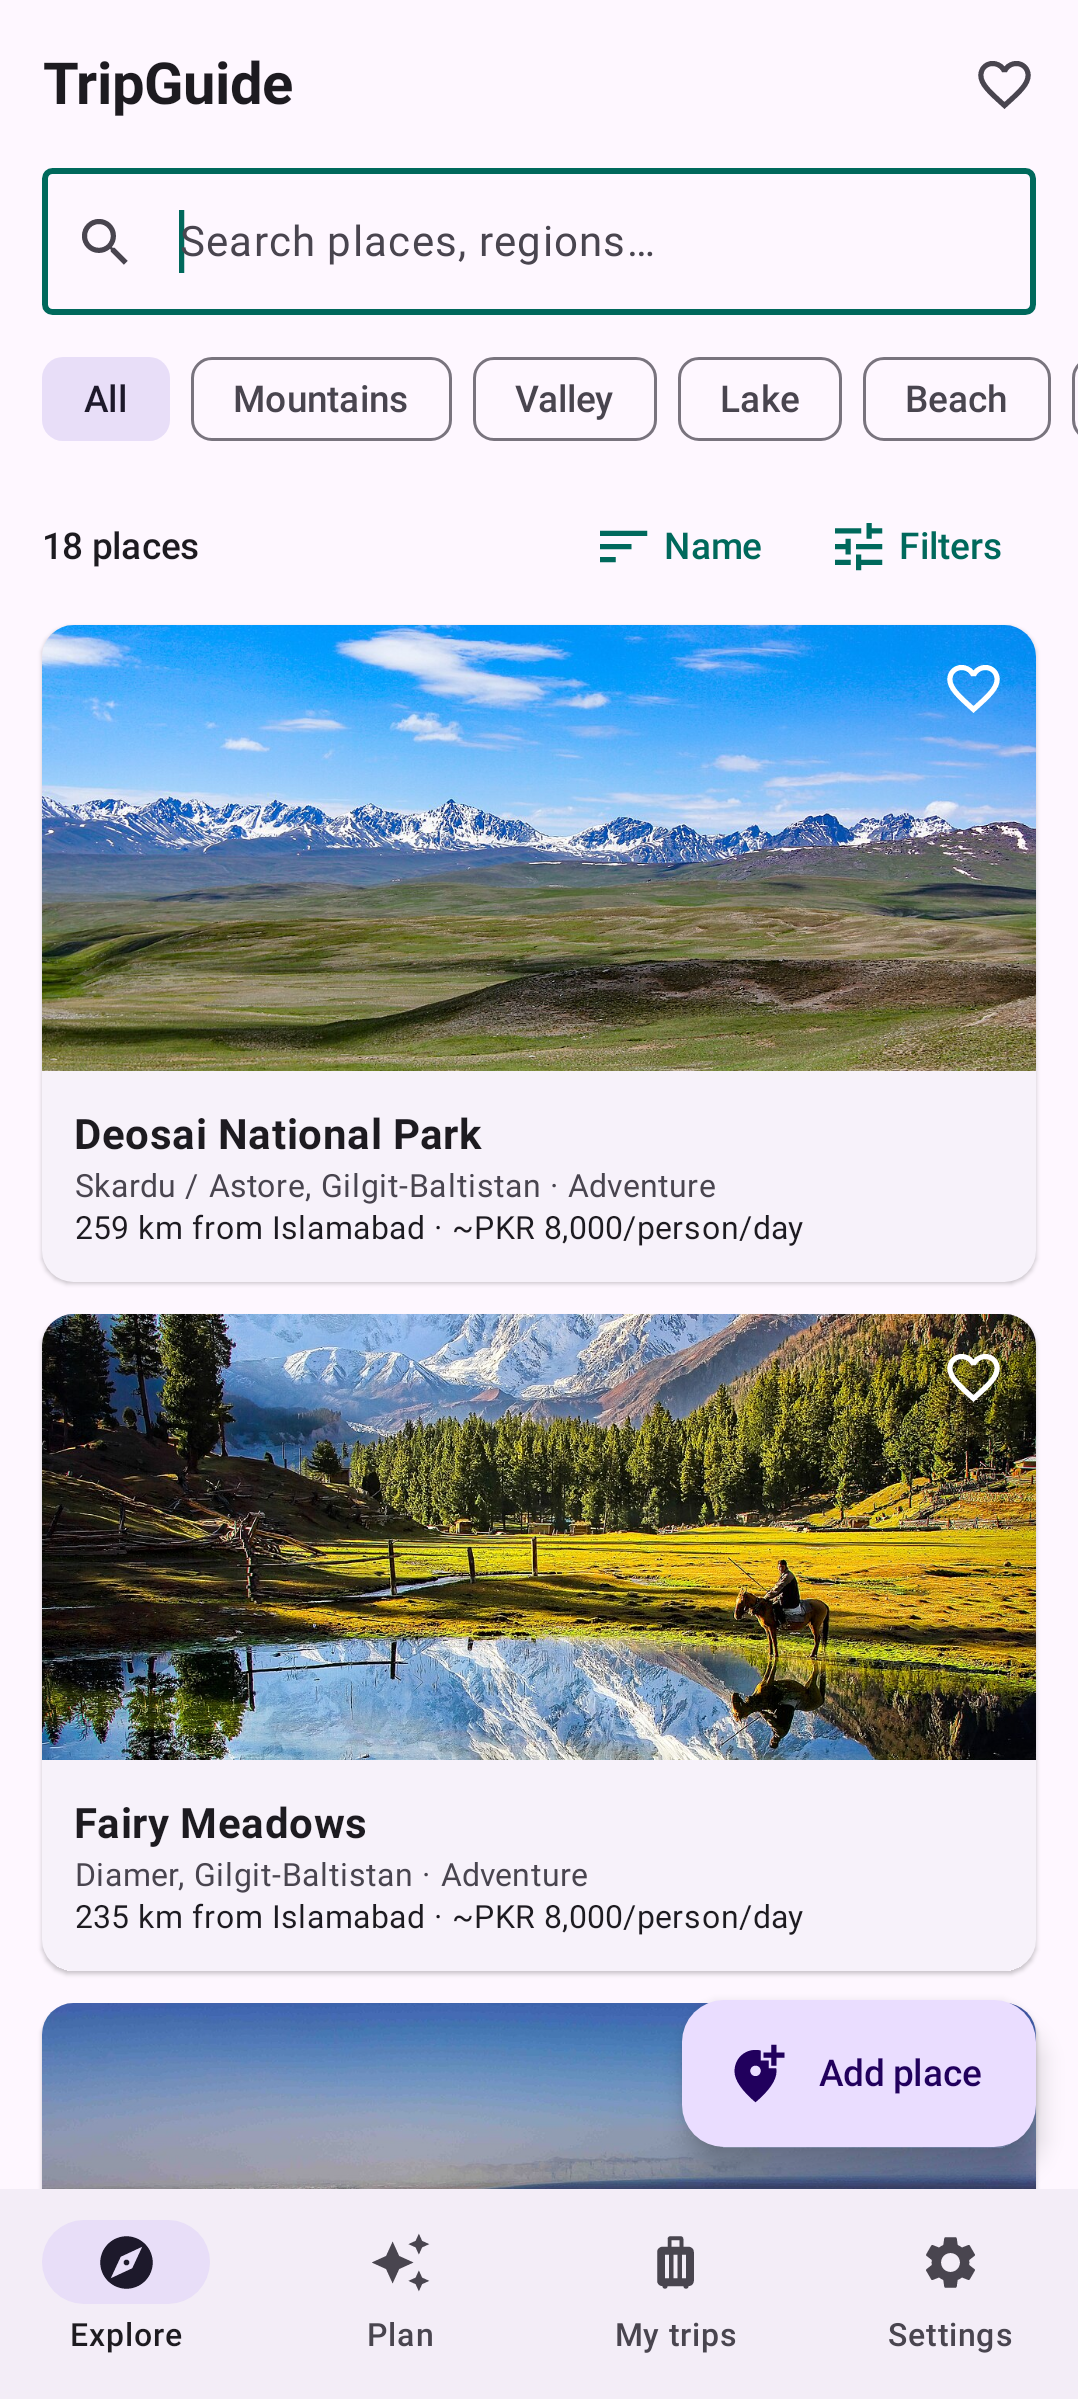 TripGuide
Search places, regions…
All
Mountains
Valley
Lake
Beach
18 places
Name
Filters
Deosai National Park
Skardu / Astore, Gilgit-Baltistan · Adventure
259 km from Islamabad · ~PKR 8,000/person/day
Fairy Meadows
Diamer, Gilgit-Baltistan · Adventure
235 km from Islamabad · ~PKR 8,000/person/day
Add place
Explore
Plan
My trips
Settings